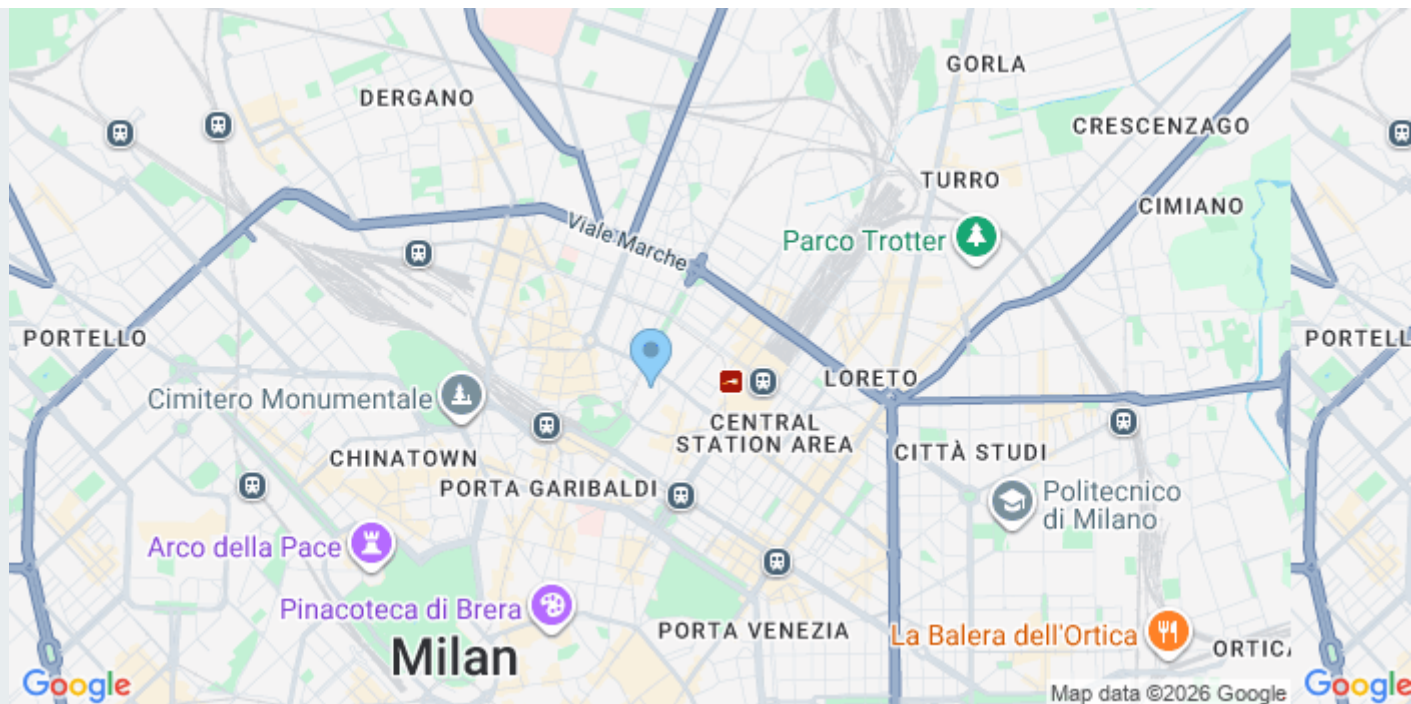 GORLA
DERGANO
CRESCENZAGO
TURRO
CIMIANO
Viale Marche
Parco Trotter
PORTELLO
PORTELL
LORETO
Cimitero Monumentale
CENTRAL
STATION AREA
CITTÀ STUDI
CHINATOWN
PORTA GARIBALDI
Politecnico
di Milano
Arco della Pace
Pinacoteca di Brera
PORTA VENEZIA
La Balera dell'Ortica
ORTICA
Milan
Google
Map data ©2026 Google
Google